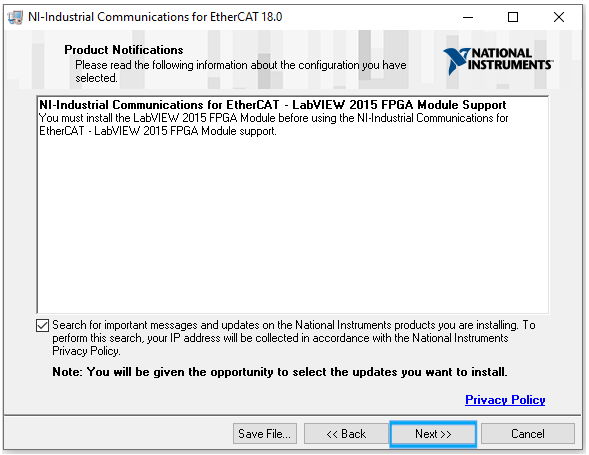 NI-Industrial Communications for EtherCAT 18.0
Product Notifications
Please read the following information about the configuration you have
selected.
NATIONAL
INSTRUMENTS
NI-Industrial Communications for EtherCAT - LabVIEW 2015 FPGA Module Support
You must install the LabVIEW 2015 FPGA Module before using the NI-Industrial Communications for
EtherCAT - LabVIEW 2015 FPGA Module support.
Search for important messages and updates on the National Instruments products you are installing. To
perform this search, your IP address will be collected in accordance with the National Instruments
Privacy Policy.
Note: You will be given the opportunity to select the updates you want to install.
Privacy Policy
Save File... << Back Next >> Cancel